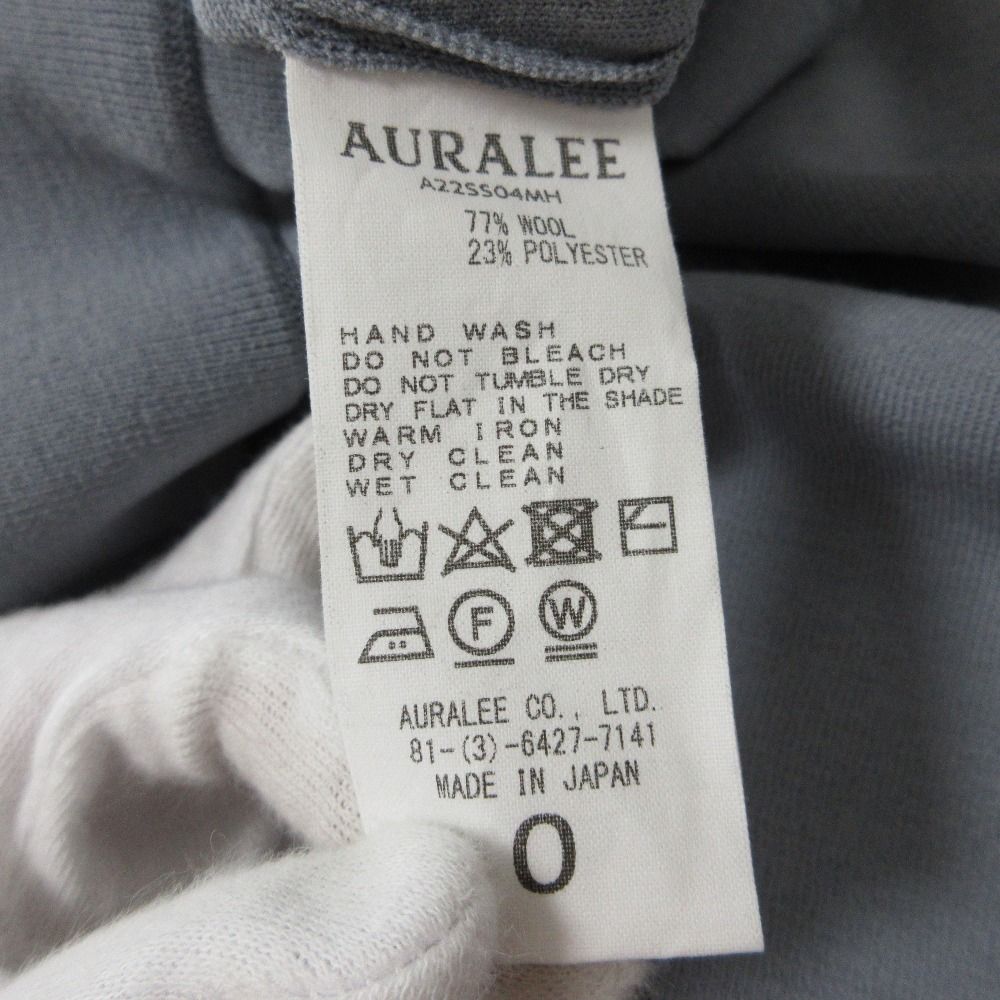 AURALEE
A22SS04MH
77% WOOL
23% POLYESTER
HAND WASH
DO NOT BLEACH
DO NOT TUMBLE DRY
DRY FLAT IN THE SHADE
WARM IRON
DRY CLEAN
WET CLEAN
F W
AURALEE CO., LTD.
81-(3)-6427-7141
MADE IN JAPAN
0